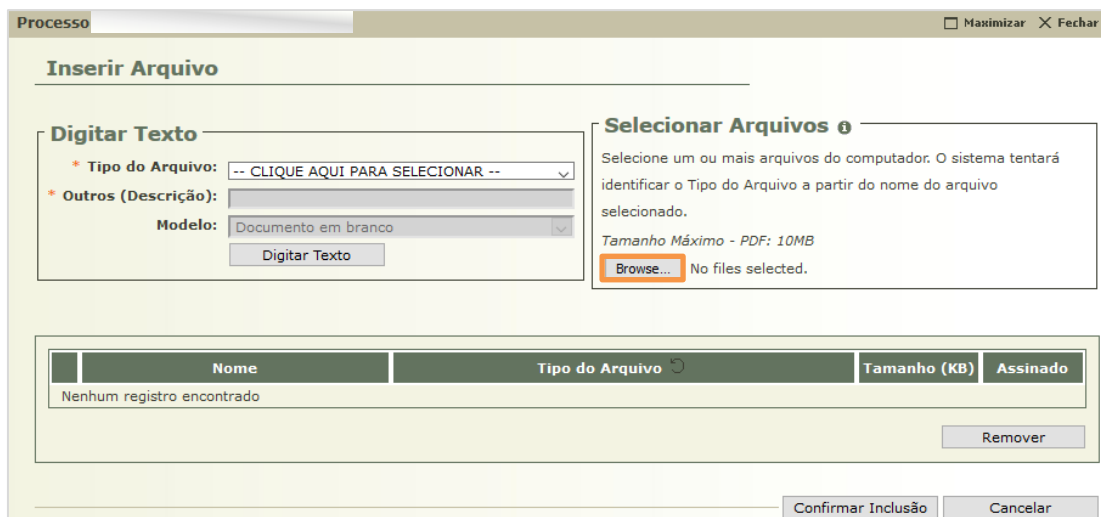 Processo
Maximizar Fechar
Inserir Arquivo
Digitar Texto
* Tipo do Arquivo: -- CLIQUE AQUI PARA SELECIONAR --
* Outros (Descrição):
Modelo: Documento em branco
Digitar Texto
Selecionar Arquivos
Selecione um ou mais arquivos do computador. O sistema tentará
identificar o Tipo do Arquivo a partir do nome do arquivo
selecionado.
Tamanho Máximo - PDF: 10MB
Browse... No files selected.
Nome Tipo do Arquivo Tamanho (KB) Assinado
Nenhum registro encontrado
Remover
Confirmar Inclusão Cancelar